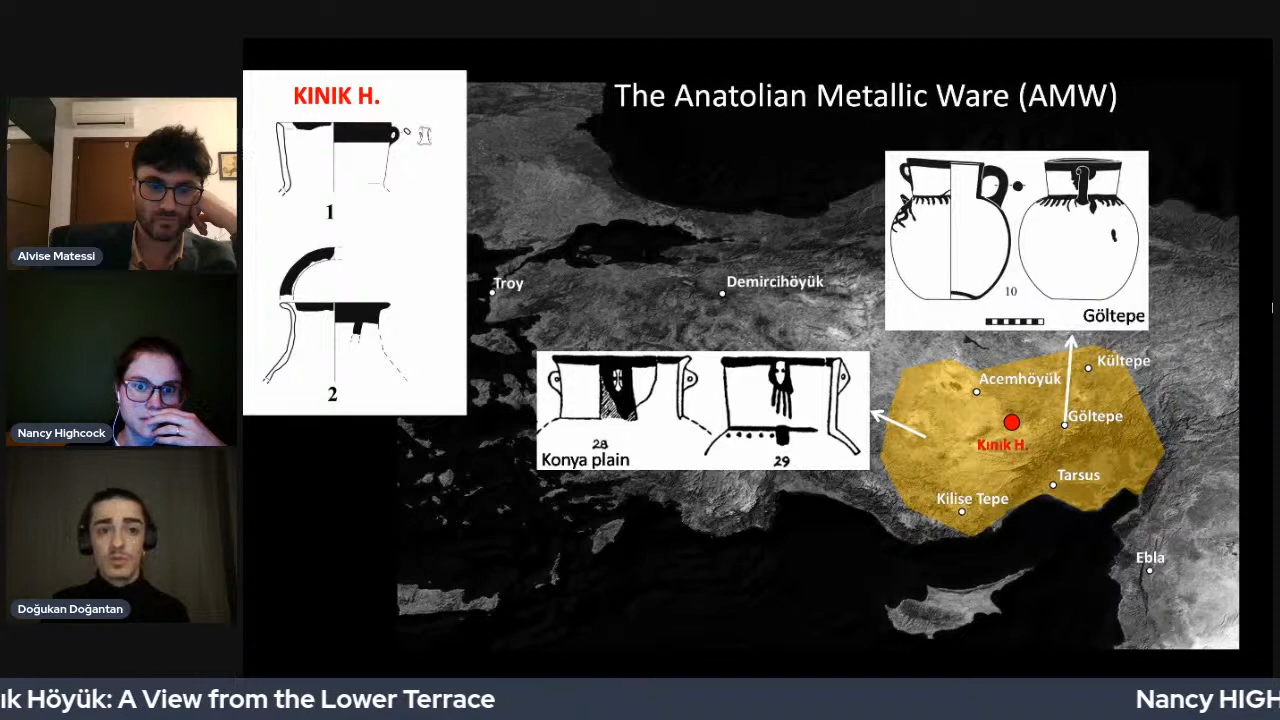 KINIK H.
The Anatolian Metallic Ware (AMW)
1
2
10
Göltepe
Troy
Demircihöyük
28
29
Konya plain
Kültepe
Acemhöyük
Göltepe
Kınık H.
Tarsus
Kilise Tepe
Ebla
Alvise Matessi
Nancy Highcock
Doğukan Doğantan
ık Höyük: A View from the Lower Terrace
Nancy HIGH